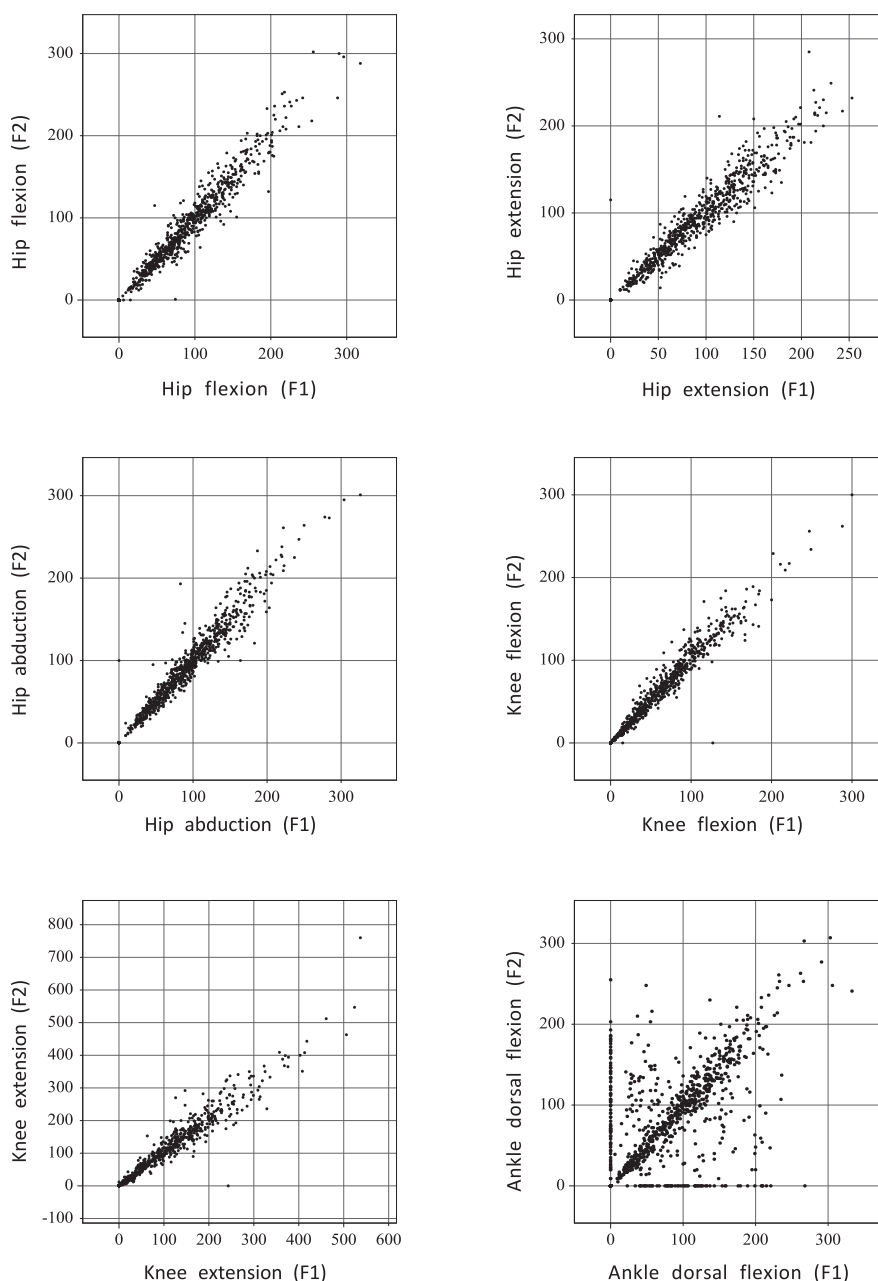 300
200
100
0
Hip flexion (F2)
0 100 200 300
Hip flexion (F1)
300
200
100
0
Hip extension (F2)
0 50 100 150 200 250
Hip extension (F1)
300
200
100
0
Hip abduction (F2)
0 100 200 300
Hip abduction (F1)
300
200
100
0
Knee flexion (F2)
0 100 200 300
Knee flexion (F1)
800
700
600
500
400
300
200
100
0
-100
Knee extension (F2)
0 100 200 300 400 500 600
Knee extension (F1)
300
200
100
0
Ankle dorsal flexion (F2)
0 100 200 300
Ankle dorsal flexion (F1)